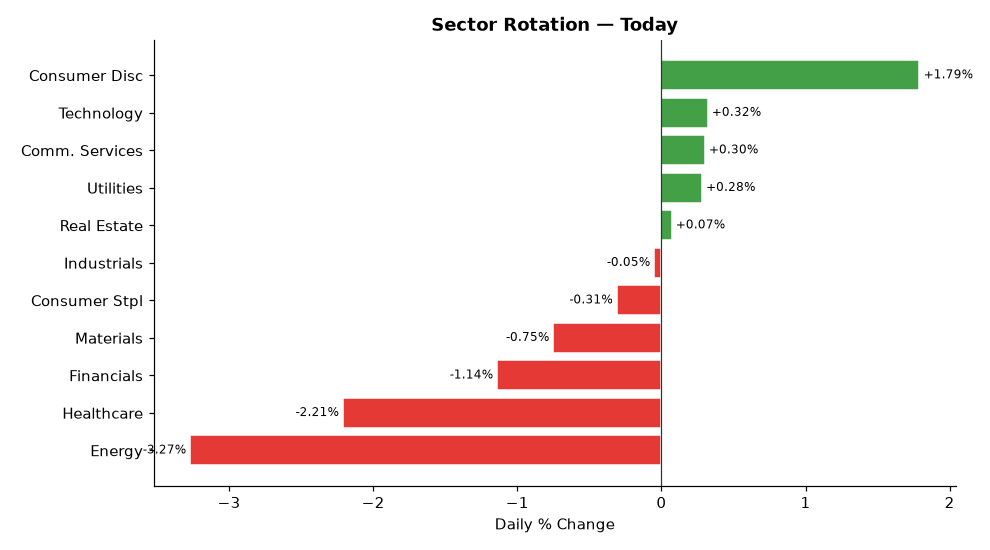 Sector Rotation — Today
Consumer Disc +1.79%
Technology +0.32%
Comm. Services +0.30%
Utilities +0.28%
Real Estate +0.07%
Industrials -0.05%
Consumer Stpl -0.31%
Materials -0.75%
Financials -1.14%
Healthcare -2.21%
Energy -3.27%
−3 −2 −1 0 1 2
Daily % Change